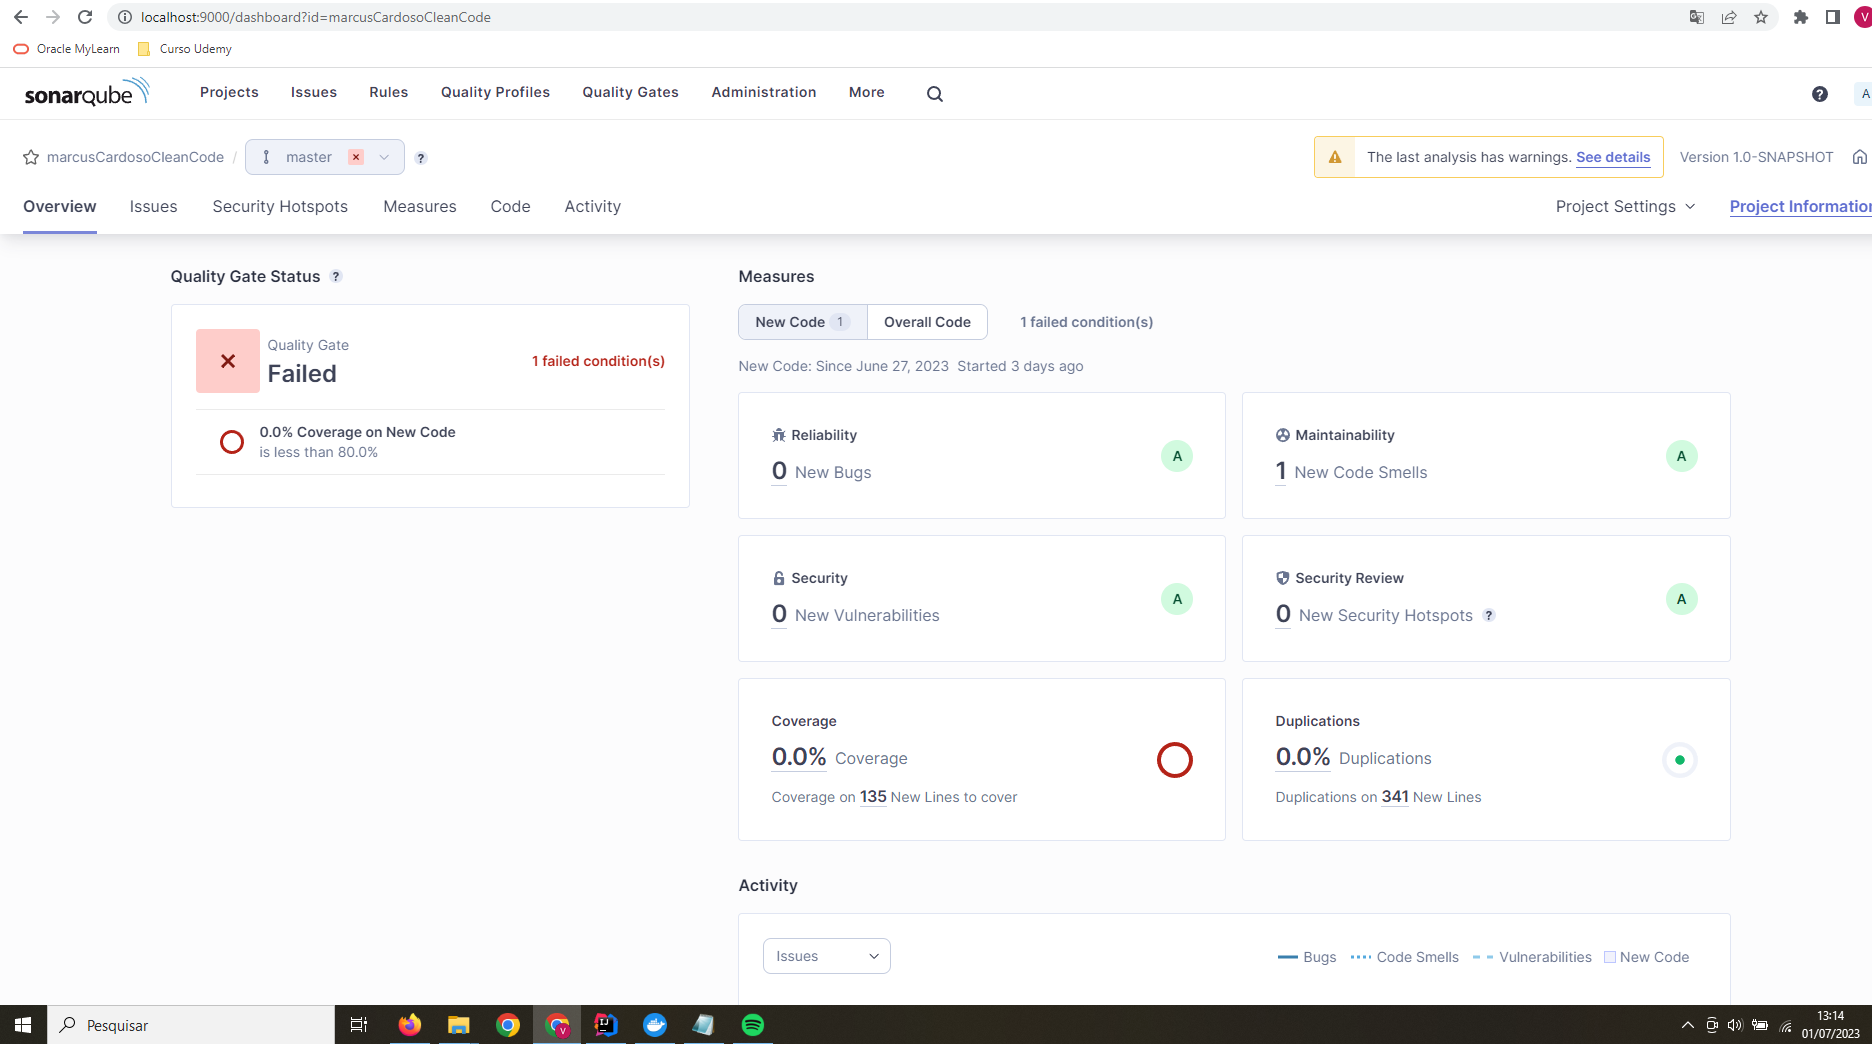 localhost:9000/dashboard?id=marcusCardosoCleanCode
V
Oracle MyLearn Curso Udemy
sonarqube Projects Issues Rules Quality Profiles Quality Gates Administration More ? A
marcusCardosoCleanCode / master ? The last analysis has warnings. See details Version 1.0-SNAPSHOT
Overview Issues Security Hotspots Measures Code Activity Project Settings Project Information
Quality Gate Status ? Measures
New Code 1 Overall Code 1 failed condition(s)
Quality Gate
Failed
1 failed condition(s)
New Code: Since June 27, 2023 Started 3 days ago
0.0% Coverage on New Code
is less than 80.0%
Reliability
0 New Bugs
A
Maintainability
1 New Code Smells
A
Security
0 New Vulnerabilities
A
Security Review
0 New Security Hotspots ?
A
Coverage
0.0% Coverage
Coverage on 135 New Lines to cover
Duplications
0.0% Duplications
Duplications on 341 New Lines
Activity
Issues Bugs Code Smells Vulnerabilities New Code
Pesquisar
IJ
V
13:14
01/07/2023